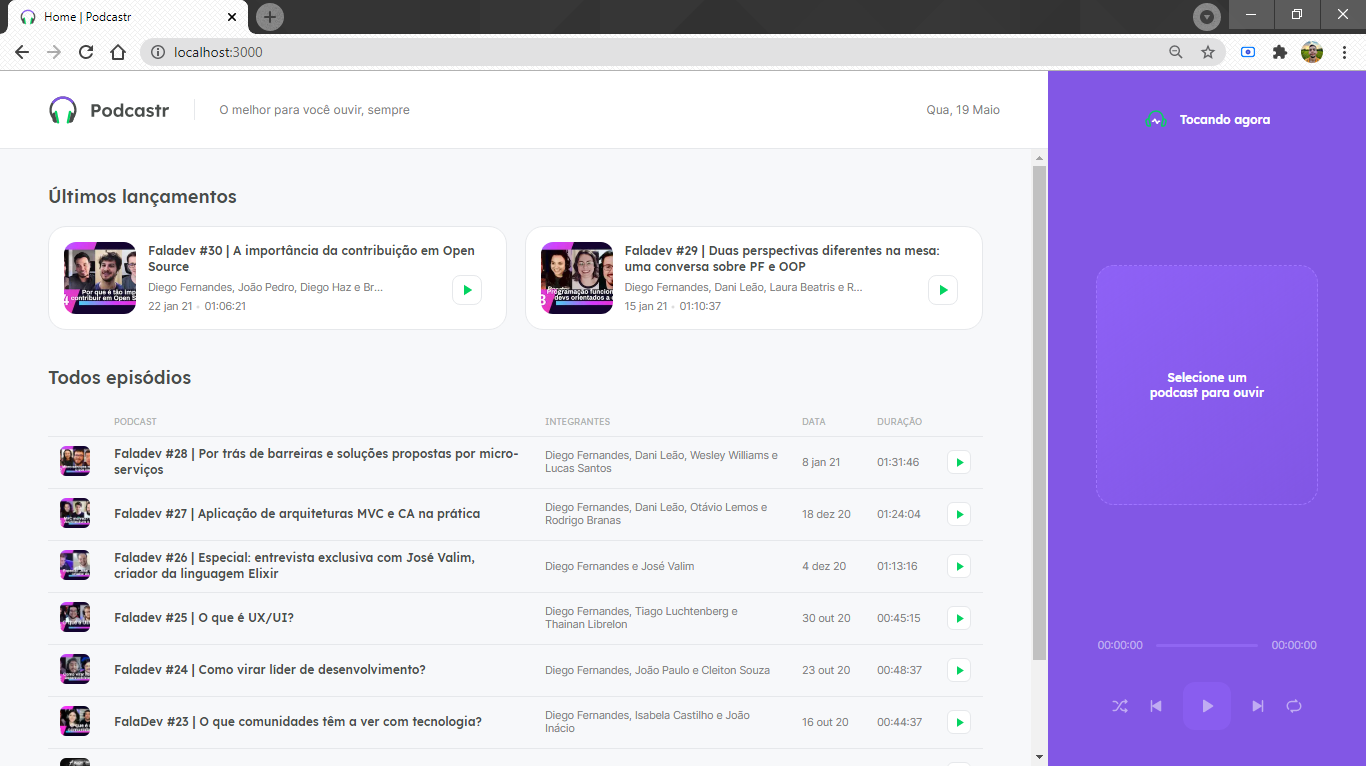 Home | Podcastr
localhost:3000
Podcastr
O melhor para você ouvir, sempre
Qua, 19 Maio
Tocando agora
Últimos lançamentos
Faladev #30 | A importância da contribuição em Open
Source
Diego Fernandes, João Pedro, Diego Haz e Br...
22 jan 21 • 01:06:21
Faladev #29 | Duas perspectivas diferentes na mesa:
uma conversa sobre PF e OOP
Diego Fernandes, Dani Leão, Laura Beatris e R...
15 jan 21 • 01:10:37
Todos episódios
PODCAST INTEGRANTES DATA DURAÇÃO
Faladev #28 | Por trás de barreiras e soluções propostas por micro-
serviços
Diego Fernandes, Dani Leão, Wesley Williams e
Lucas Santos
8 jan 21
01:31:46
Faladev #27 | Aplicação de arquiteturas MVC e CA na prática
Diego Fernandes, Dani Leão, Otávio Lemos e
Rodrigo Branas
18 dez 20
01:24:04
Faladev #26 | Especial: entrevista exclusiva com José Valim,
criador da linguagem Elixir
Diego Fernandes e José Valim
4 dez 20
01:13:16
Faladev #25 | O que é UX/UI?
Diego Fernandes, Tiago Luchtenberg e
Thainan Librelon
30 out 20
00:45:15
Faladev #24 | Como virar líder de desenvolvimento?
Diego Fernandes, João Paulo e Cleiton Souza
23 out 20
00:48:37
FalaDev #23 | O que comunidades têm a ver com tecnologia?
Diego Fernandes, Isabela Castilho e João
Inácio
16 out 20
00:44:37
Selecione um
podcast para ouvir
00:00:00
00:00:00